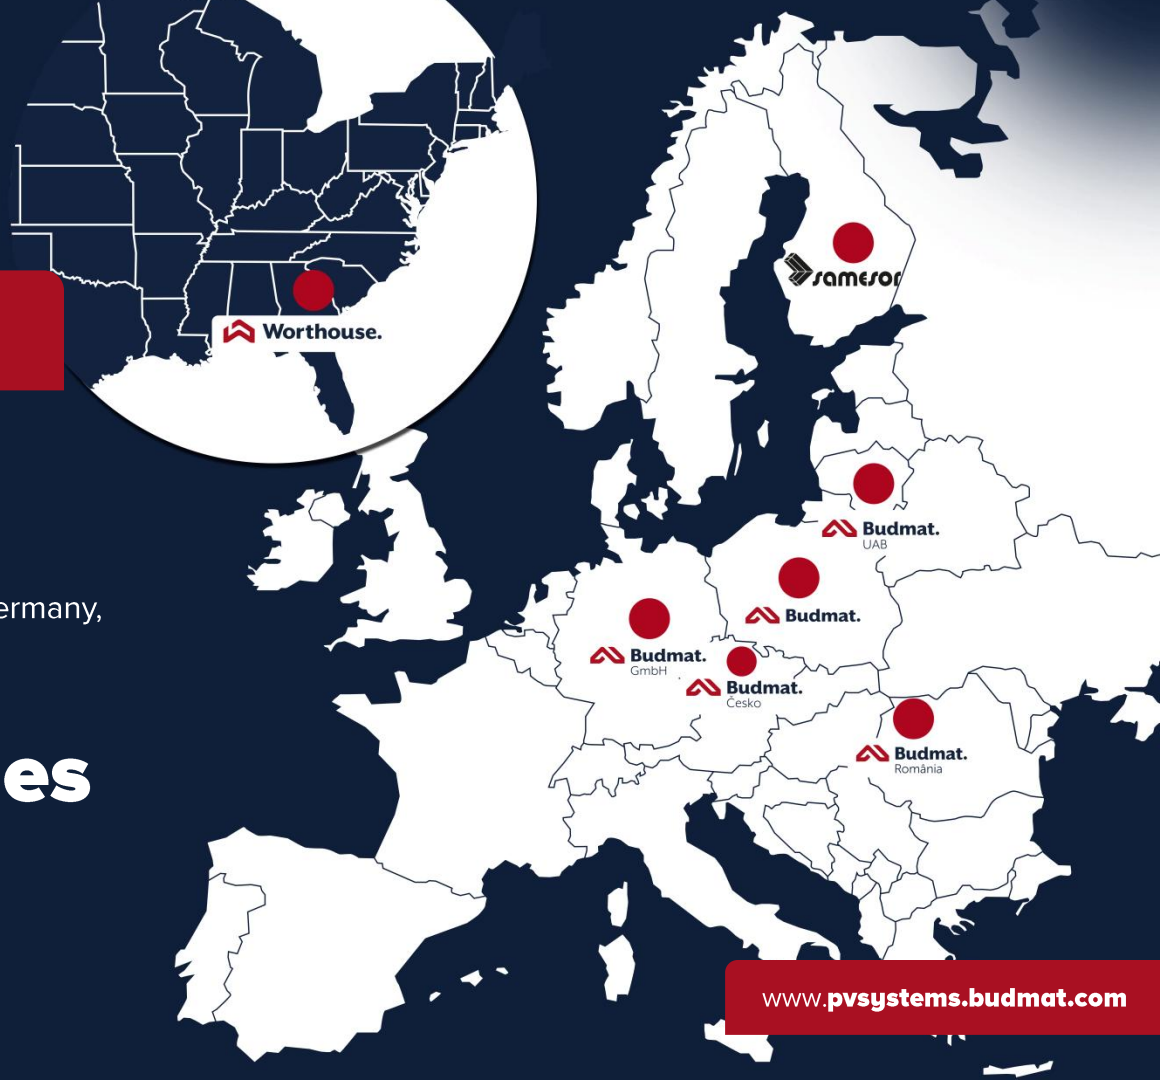 samesor
Worthouse.
Budmat.
UAB
ermany,
Budmat.
Budmat.
GmbH
Budmat.
Česko
es
Budmat.
România
www.pvsystems.budmat.com